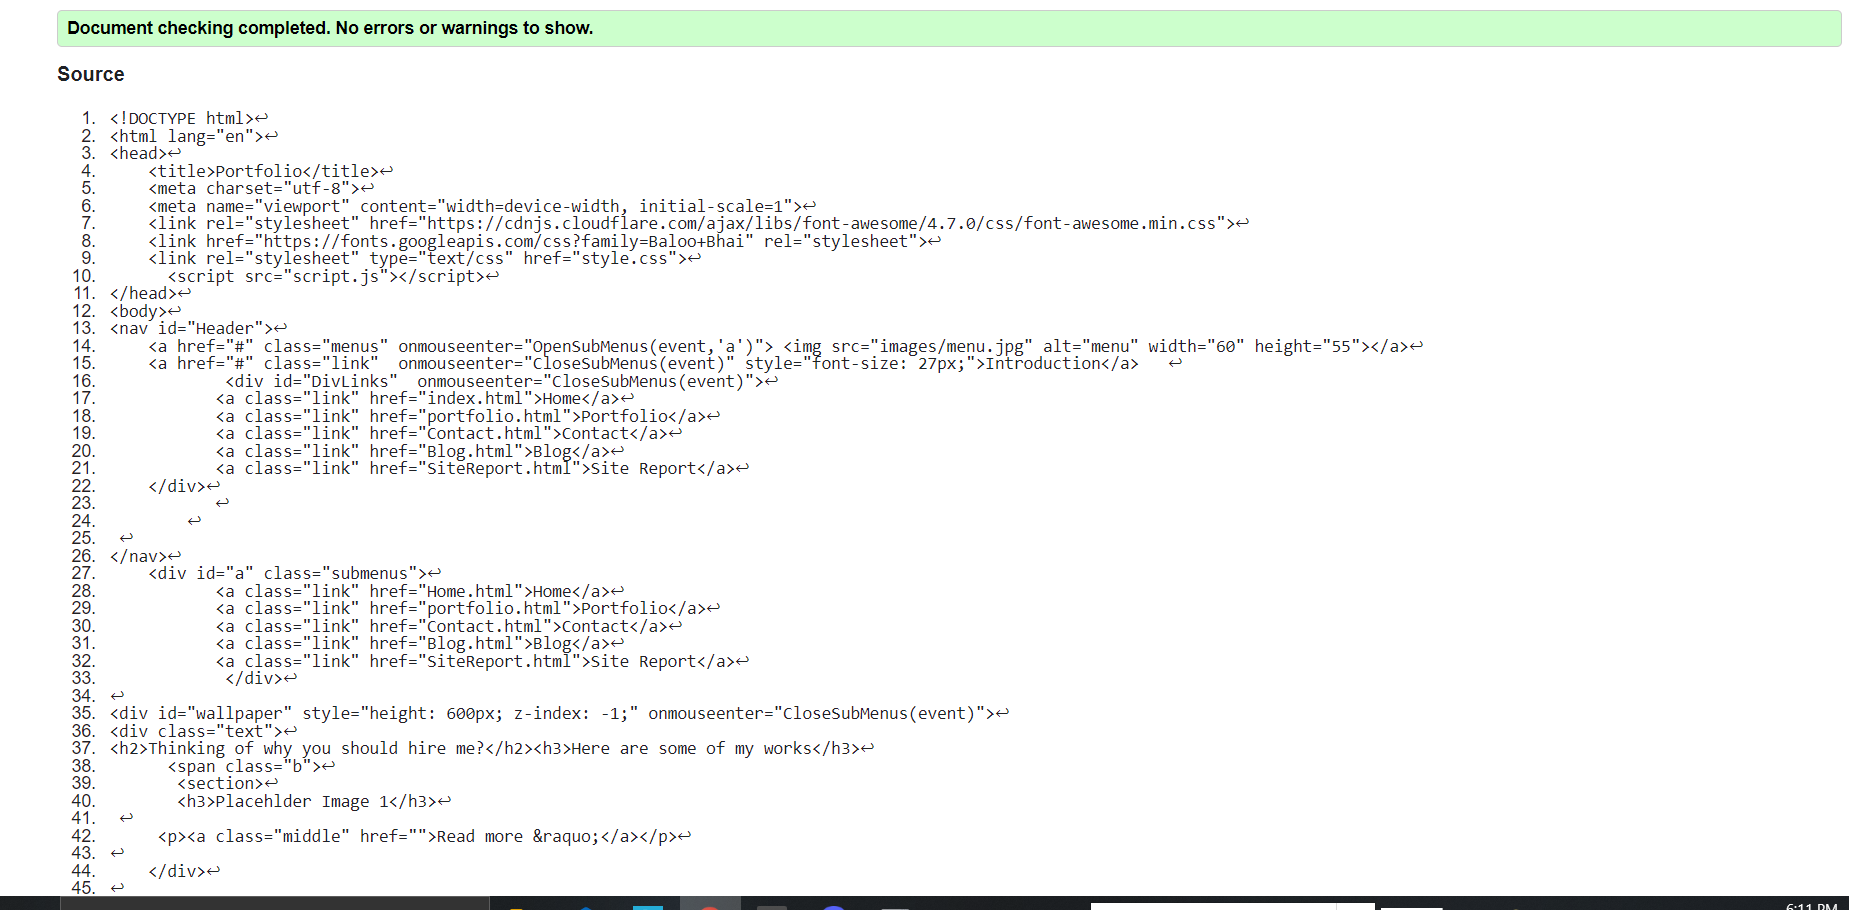 Document checking completed. No errors or warnings to show.
Source
1. <!DOCTYPE html>↩
2. <html lang="en">↩
3. <head>↩
4. <title>Portfolio</title>↩
5. <meta charset="utf-8">↩
6. <meta name="viewport" content="width=device-width, initial-scale=1">↩
7. <link rel="stylesheet" href="https://cdnjs.cloudflare.com/ajax/libs/font-awesome/4.7.0/css/font-awesome.min.css">↩
8. <link href="https://fonts.googleapis.com/css?family=Baloo+Bhai" rel="stylesheet">↩
9. <link rel="stylesheet" type="text/css" href="style.css">↩
10. <script src="script.js"></script>↩
11. </head>↩
12. <body>↩
13. <nav id="Header">↩
14. <a href="#" class="menus" onmouseenter="OpenSubMenus(event,'a')"> <img src="images/menu.jpg" alt="menu" width="60" height="55"></a>↩
15. <a href="#" class="link"  onmouseenter="CloseSubMenus(event)" style="font-size: 27px;">Introduction</a>   ↩
16. <div id="DivLinks"  onmouseenter="CloseSubMenus(event)">↩
17. <a class="link" href="index.html">Home</a>↩
18. <a class="link" href="portfolio.html">Portfolio</a>↩
19. <a class="link" href="Contact.html">Contact</a>↩
20. <a class="link" href="Blog.html">Blog</a>↩
21. <a class="link" href="SiteReport.html">Site Report</a>↩
22. </div>↩
23. ↩
24. ↩
25. ↩
26. </nav>↩
27. <div id="a" class="submenus">↩
28. <a class="link" href="Home.html">Home</a>↩
29. <a class="link" href="portfolio.html">Portfolio</a>↩
30. <a class="link" href="Contact.html">Contact</a>↩
31. <a class="link" href="Blog.html">Blog</a>↩
32. <a class="link" href="SiteReport.html">Site Report</a>↩
33. </div>↩
34. ↩
35. <div id="wallpaper" style="height: 600px; z-index: -1;" onmouseenter="CloseSubMenus(event)">↩
36. <div class="text">↩
37. <h2>Thinking of why you should hire me?</h2><h3>Here are some of my works</h3>↩
38. <span class="b">↩
39. <section>↩
40. <h3>Placehlder Image 1</h3>↩
41. ↩
42. <p><a class="middle" href="">Read more &raquo;</a></p>↩
43. ↩
44. </div>↩
45. ↩
6:11 PM